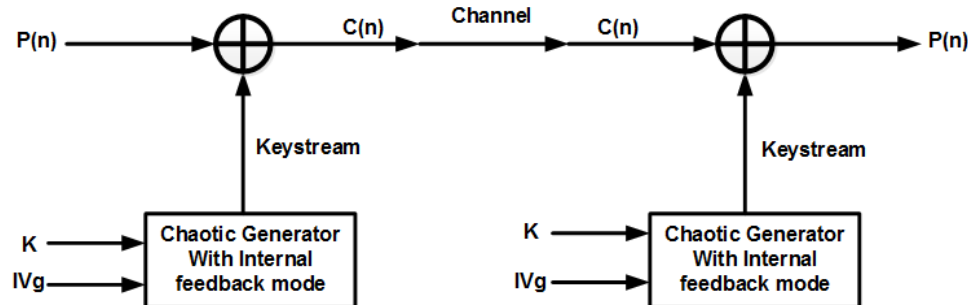 Channel
P(n)
C(n)
C(n)
P(n)
Keystream
Keystream
K
Chaotic Generator
With Internal
feedback mode
IVg
K
Chaotic Generator
With Internal
feedback mode
IVg